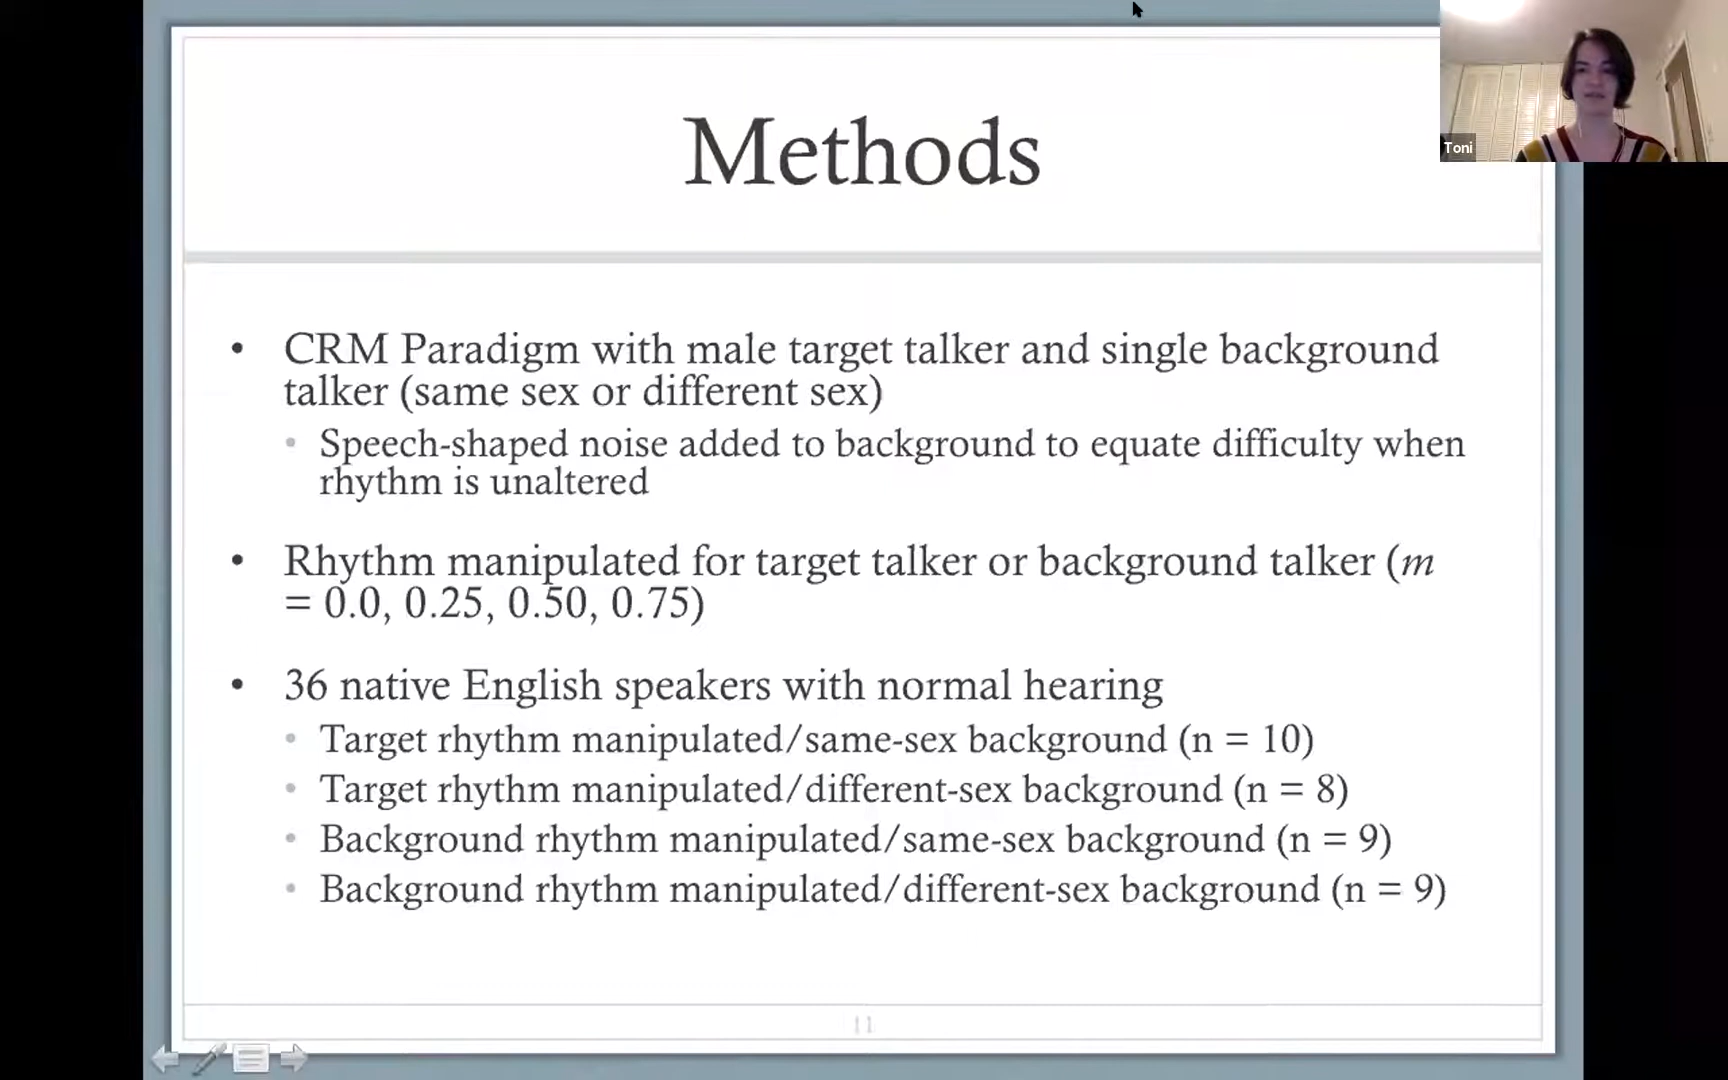 Methods
Toni
• CRM Paradigm with male target talker and single background
talker (same sex or different sex)
• Speech-shaped noise added to background to equate difficulty when
rhythm is unaltered
• Rhythm manipulated for target talker or background talker (m
= 0.0, 0.25, 0.50, 0.75)
• 36 native English speakers with normal hearing
• Target rhythm manipulated/same-sex background (n = 10)
• Target rhythm manipulated/different-sex background (n = 8)
• Background rhythm manipulated/same-sex background (n = 9)
• Background rhythm manipulated/different-sex background (n = 9)
11